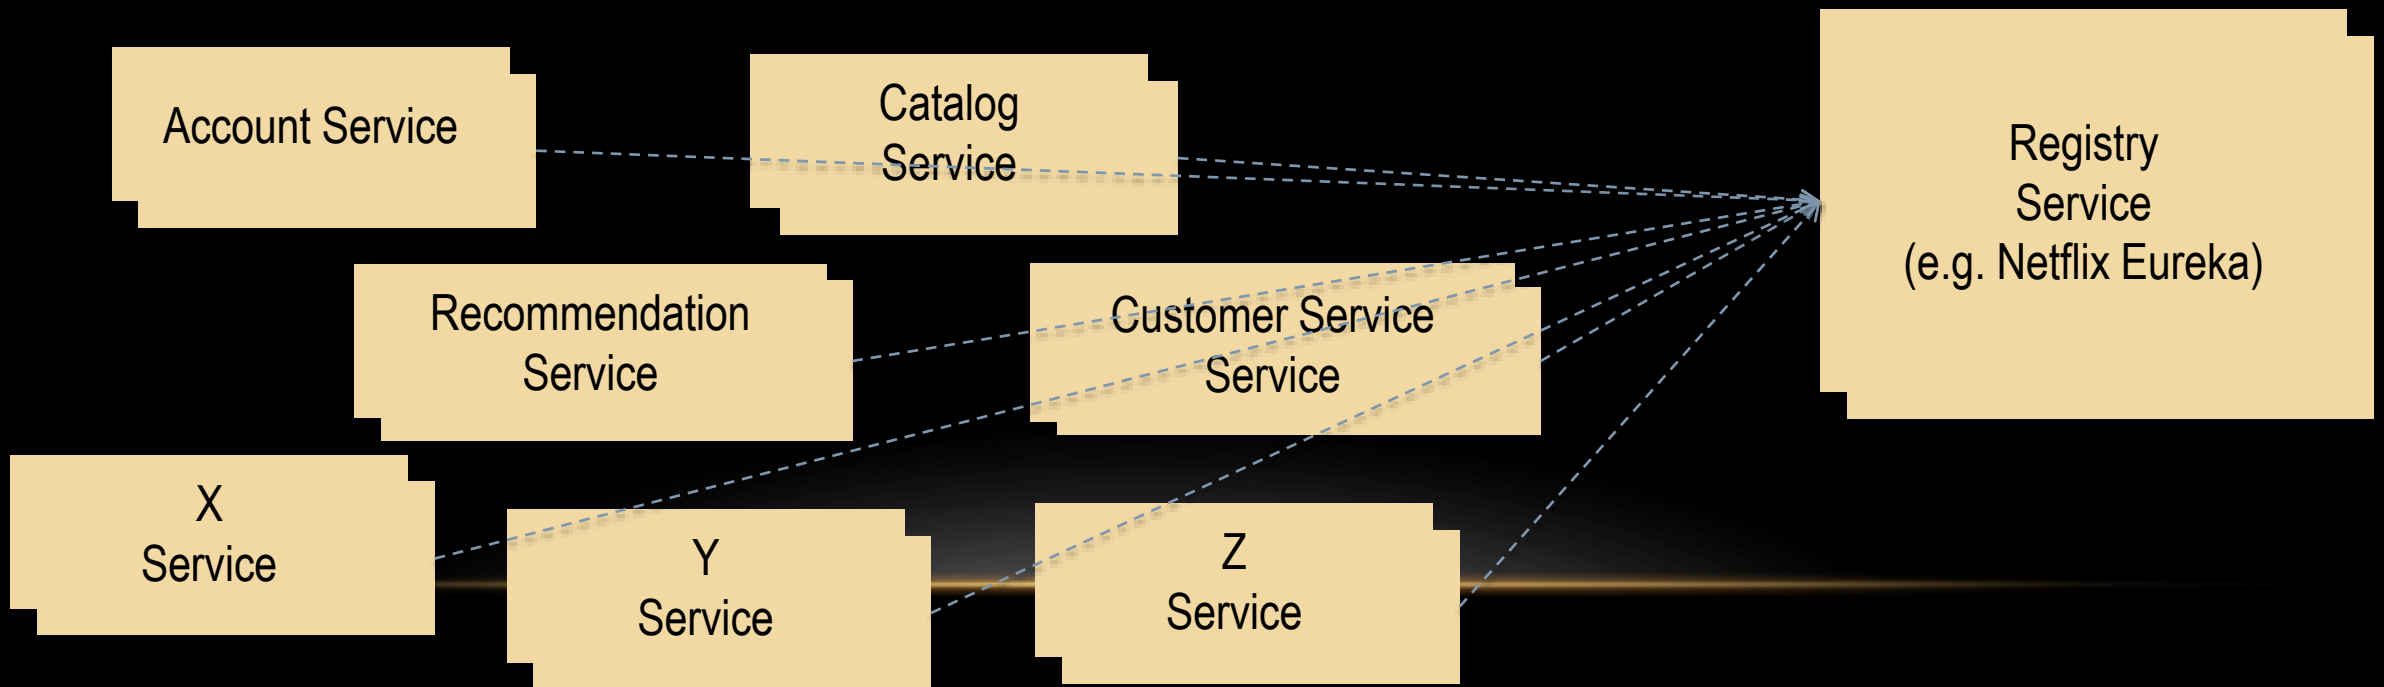 Account Service
Catalog
Service
Registry
Service
(e.g. Netflix Eureka)
Recommendation
Service
Customer Service
Service
X
Service
Y
Service
Z
Service